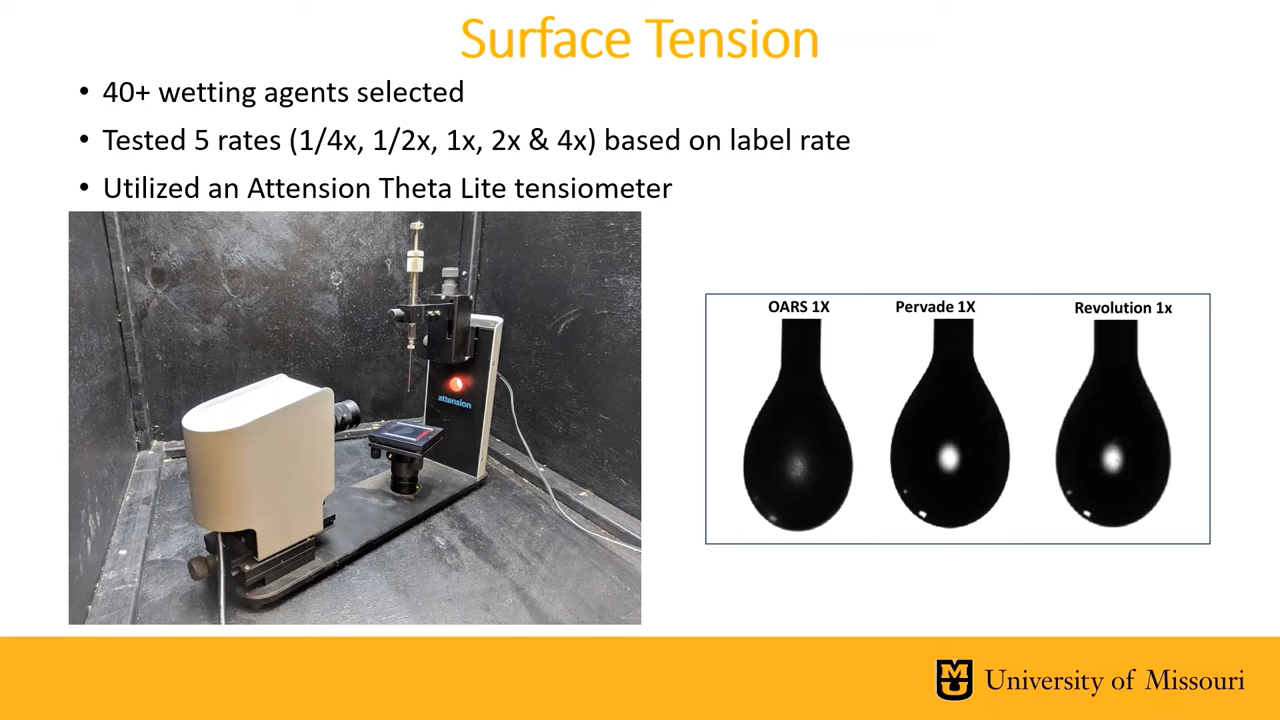 Surface Tension
• 40+ wetting agents selected
• Tested 5 rates (1/4x, 1/2x, 1x, 2x & 4x) based on label rate
• Utilized an Attension Theta Lite tensiometer
attension
OARS 1X Pervade 1X Revolution 1x
University of Missouri